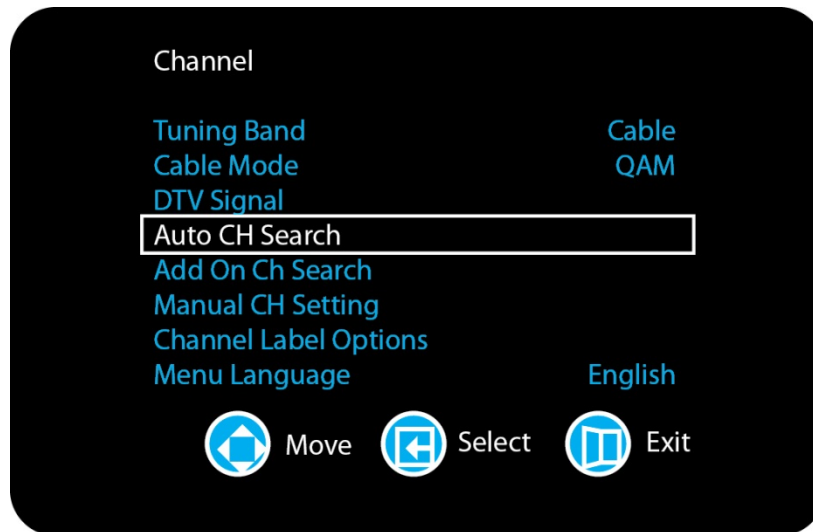 Channel
Tuning Band Cable
Cable Mode QAM
DTV Signal
Auto CH Search
Add On Ch Search
Manual CH Setting
Channel Label Options
Menu Language English
Move Select Exit